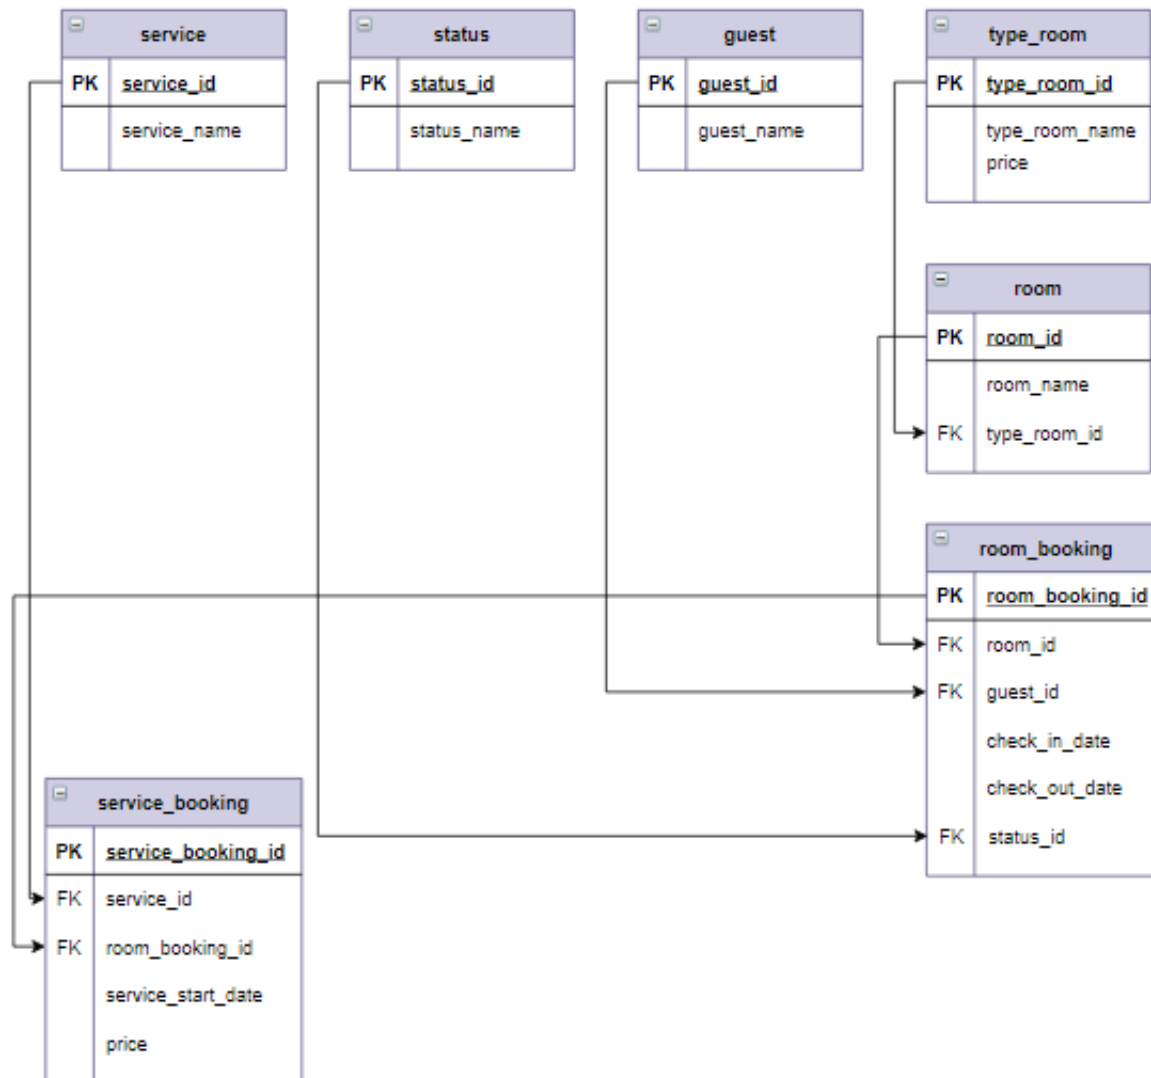 service
PK service_id
service_name
status
PK status_id
status_name
guest
PK guest_id
guest_name
type_room
PK type_room_id
type_room_name
price
room
PK room_id
room_name
FK type_room_id
room_booking
PK room_booking_id
FK room_id
FK guest_id
check_in_date
check_out_date
FK status_id
service_booking
PK service_booking_id
FK service_id
FK room_booking_id
service_start_date
price